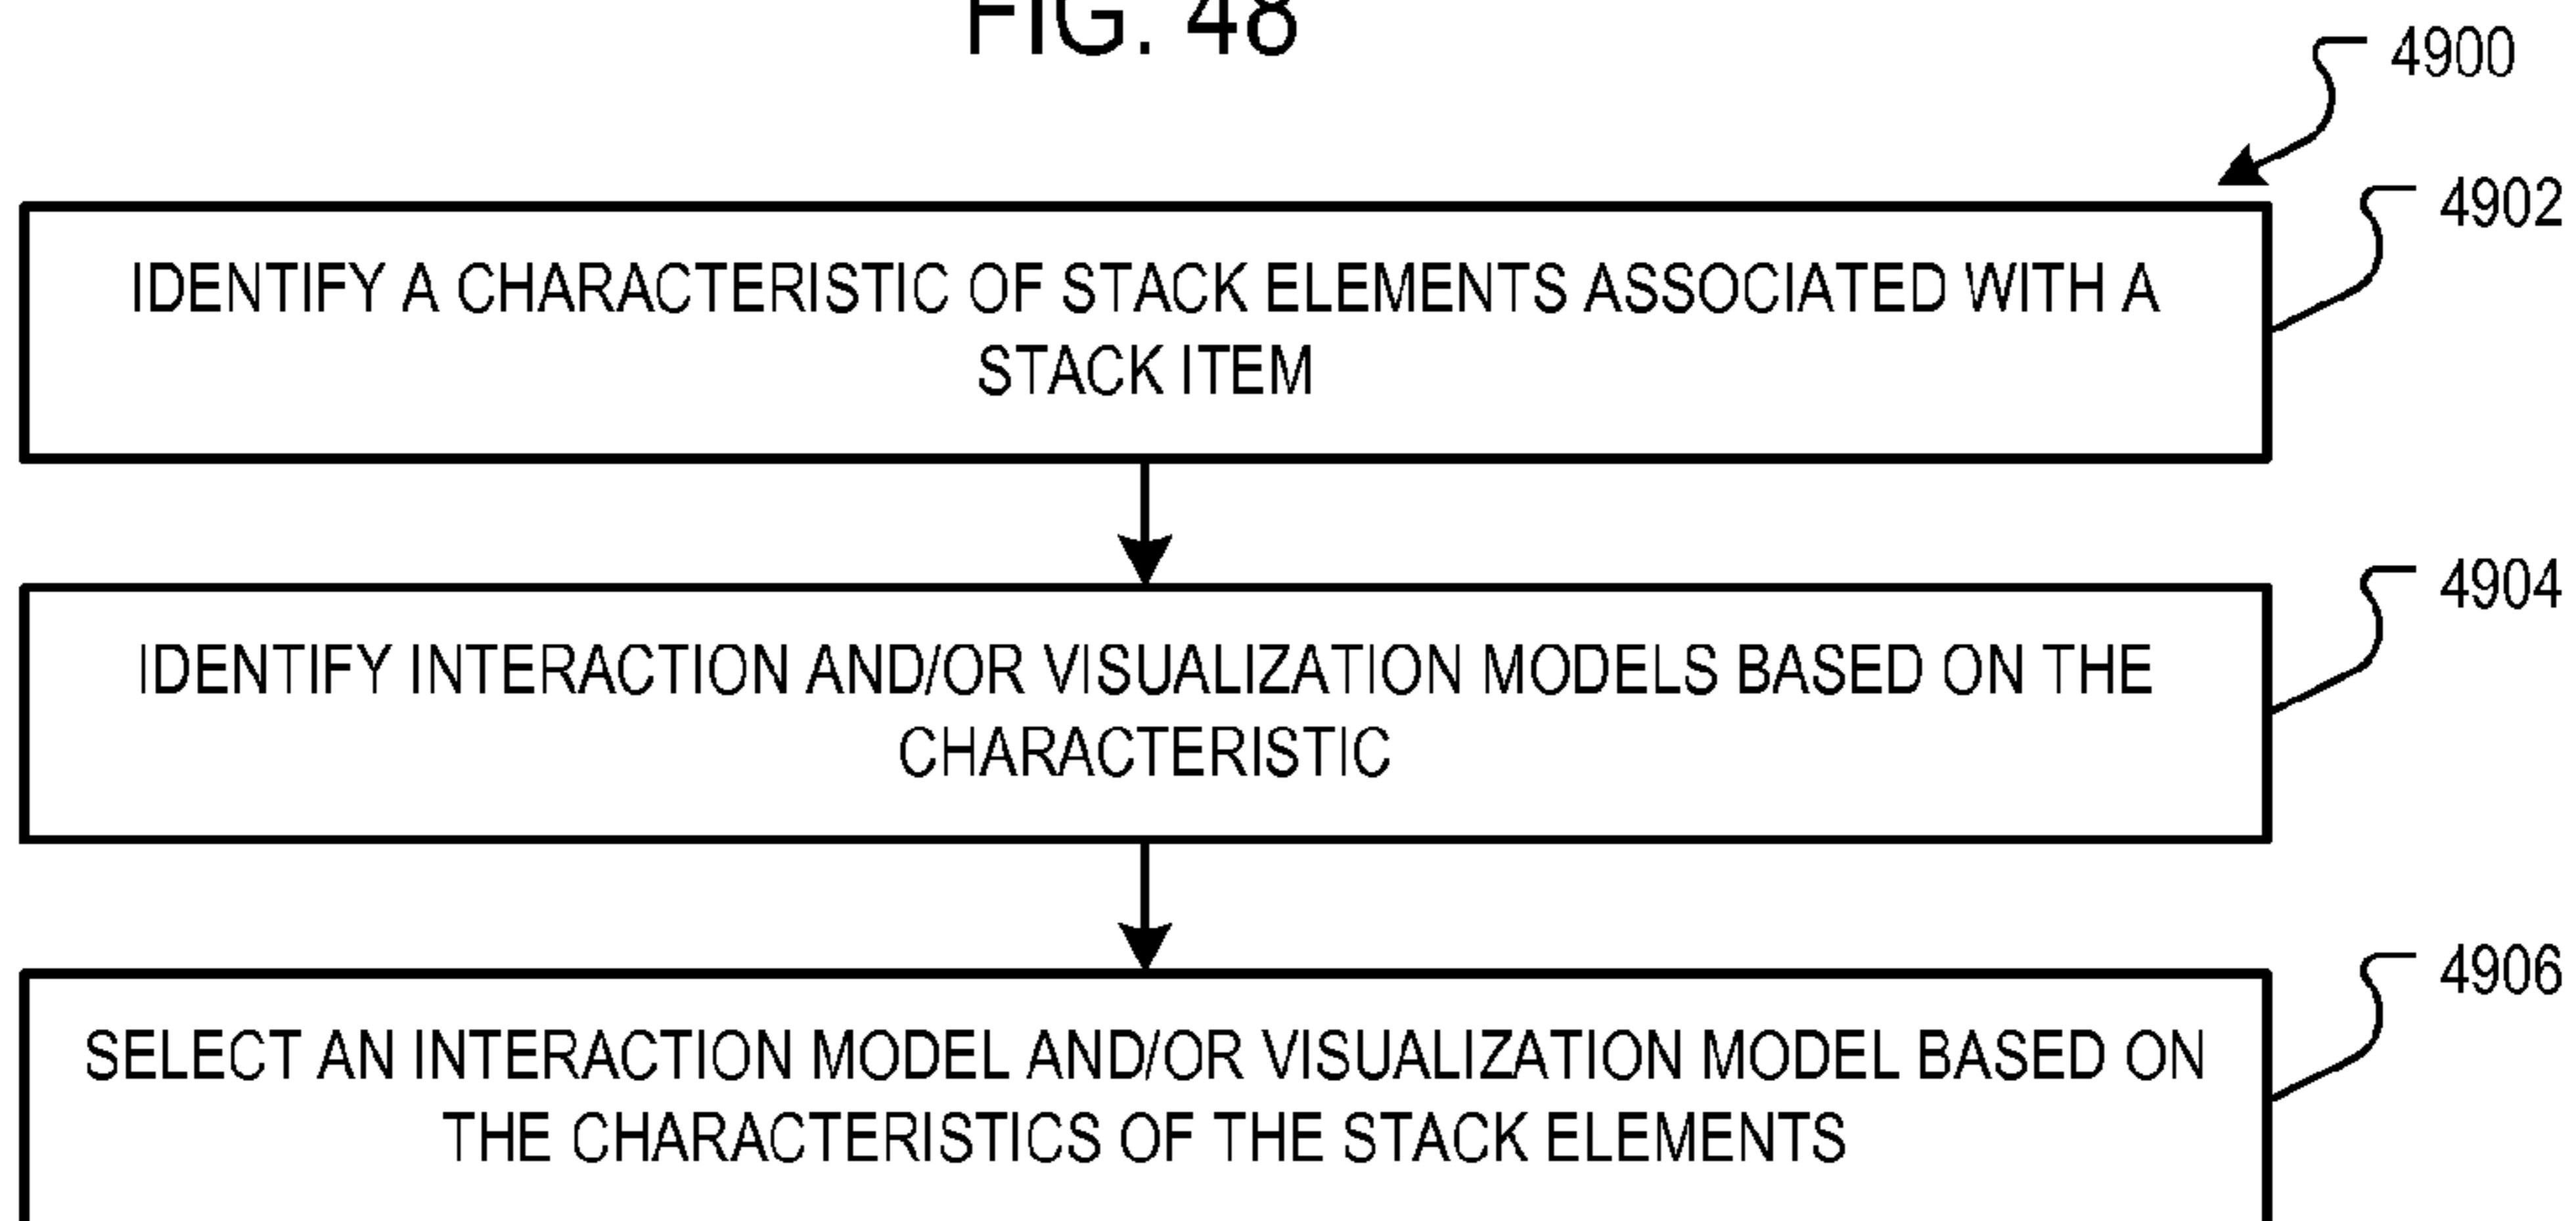 FIG. 48
4900
4902
IDENTIFY A CHARACTERISTIC OF STACK ELEMENTS ASSOCIATED WITH A
STACK ITEM
4904
IDENTIFY INTERACTION AND/OR VISUALIZATION MODELS BASED ON THE
CHARACTERISTIC
4906
SELECT AN INTERACTION MODEL AND/OR VISUALIZATION MODEL BASED ON
THE CHARACTERISTICS OF THE STACK ELEMENTS